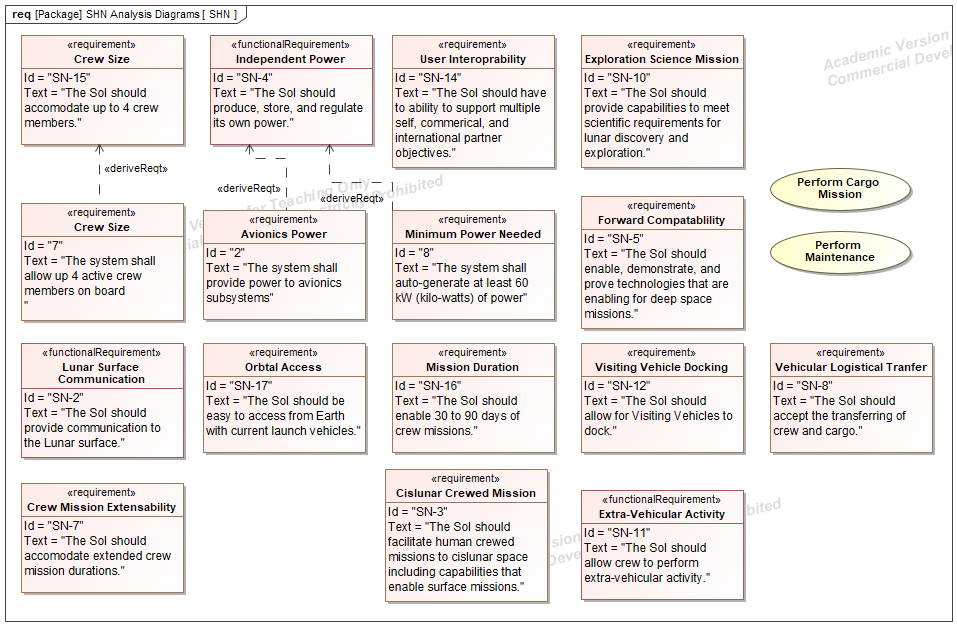 req [Package] SHN Analysis Diagrams [ SHN ]
«requirement»
Crew Size
Id = "SN-15"
Text = "The SoI should
accomodate up to 4 crew
members."
«functionalRequirement»
Independent Power
Id = "SN-4"
Text = "The SoI should
produce, store, and regulate
its own power."
«requirement»
User Interoprability
Id = "SN-14"
Text = "The SoI should have
to ability to support multiple
self, commerical, and
international partner
objectives."
«requirement»
Exploration Science Mission
Id = "SN-10"
Text = "The SoI should
provide capabilities to meet
scientific requirements for
lunar discovery and
exploration."
Academic Version
Commercial Devel
«deriveReqt»
«deriveReqt»
«deriveReqt»
for Teaching Only
Strictly Prohibited
Perform Cargo
Mission
Perform
Maintenance
«requirement»
Crew Size
Id = "7"
Text = "The system shall
allow up 4 active crew
members on board
"
«requirement»
Avionics Power
Id = "2"
Text = "The system shall
provide power to avionics
subsystems"
«requirement»
Minimum Power Needed
Id = "8"
Text = "The system shall
auto-generate at least 60
kW (kilo-watts) of power"
«requirement»
Forward Compatablility
Id = "SN-5"
Text = "The SoI should
enable, demonstrate, and
prove technologies that are
enabling for deep space
missions."
«functionalRequirement»
Lunar Surface
Communication
Id = "SN-2"
Text = "The SoI should
provide communication to
the Lunar surface."
«requirement»
Orbtal Access
Id = "SN-17"
Text = "The SoI should be
easy to access from Earth
with current launch vehicles."
«requirement»
Mission Duration
Id = "SN-16"
Text = "The SoI should
enable 30 to 90 days of
crew missions."
«requirement»
Visiting Vehicle Docking
Id = "SN-12"
Text = "The SoI should
allow for Visiting Vehicles to
dock."
«requirement»
Vehicular Logistical Tranfer
Id = "SN-8"
Text = "The SoI should
accept the transferring of
crew and cargo."
«requirement»
Crew Mission Extensability
Id = "SN-7"
Text = "The SoI should
accomodate extended crew
mission durations."
«requirement»
Cislunar Crewed Mission
Id = "SN-3"
Text = "The SoI should
facilitate human crewed
missions to cislunar space
including capabilities that
enable surface missions."
«functionalRequirement»
Extra-Vehicular Activity
Id = "SN-11"
Text = "The SoI should
allow crew to perform
extra-vehicular activity."